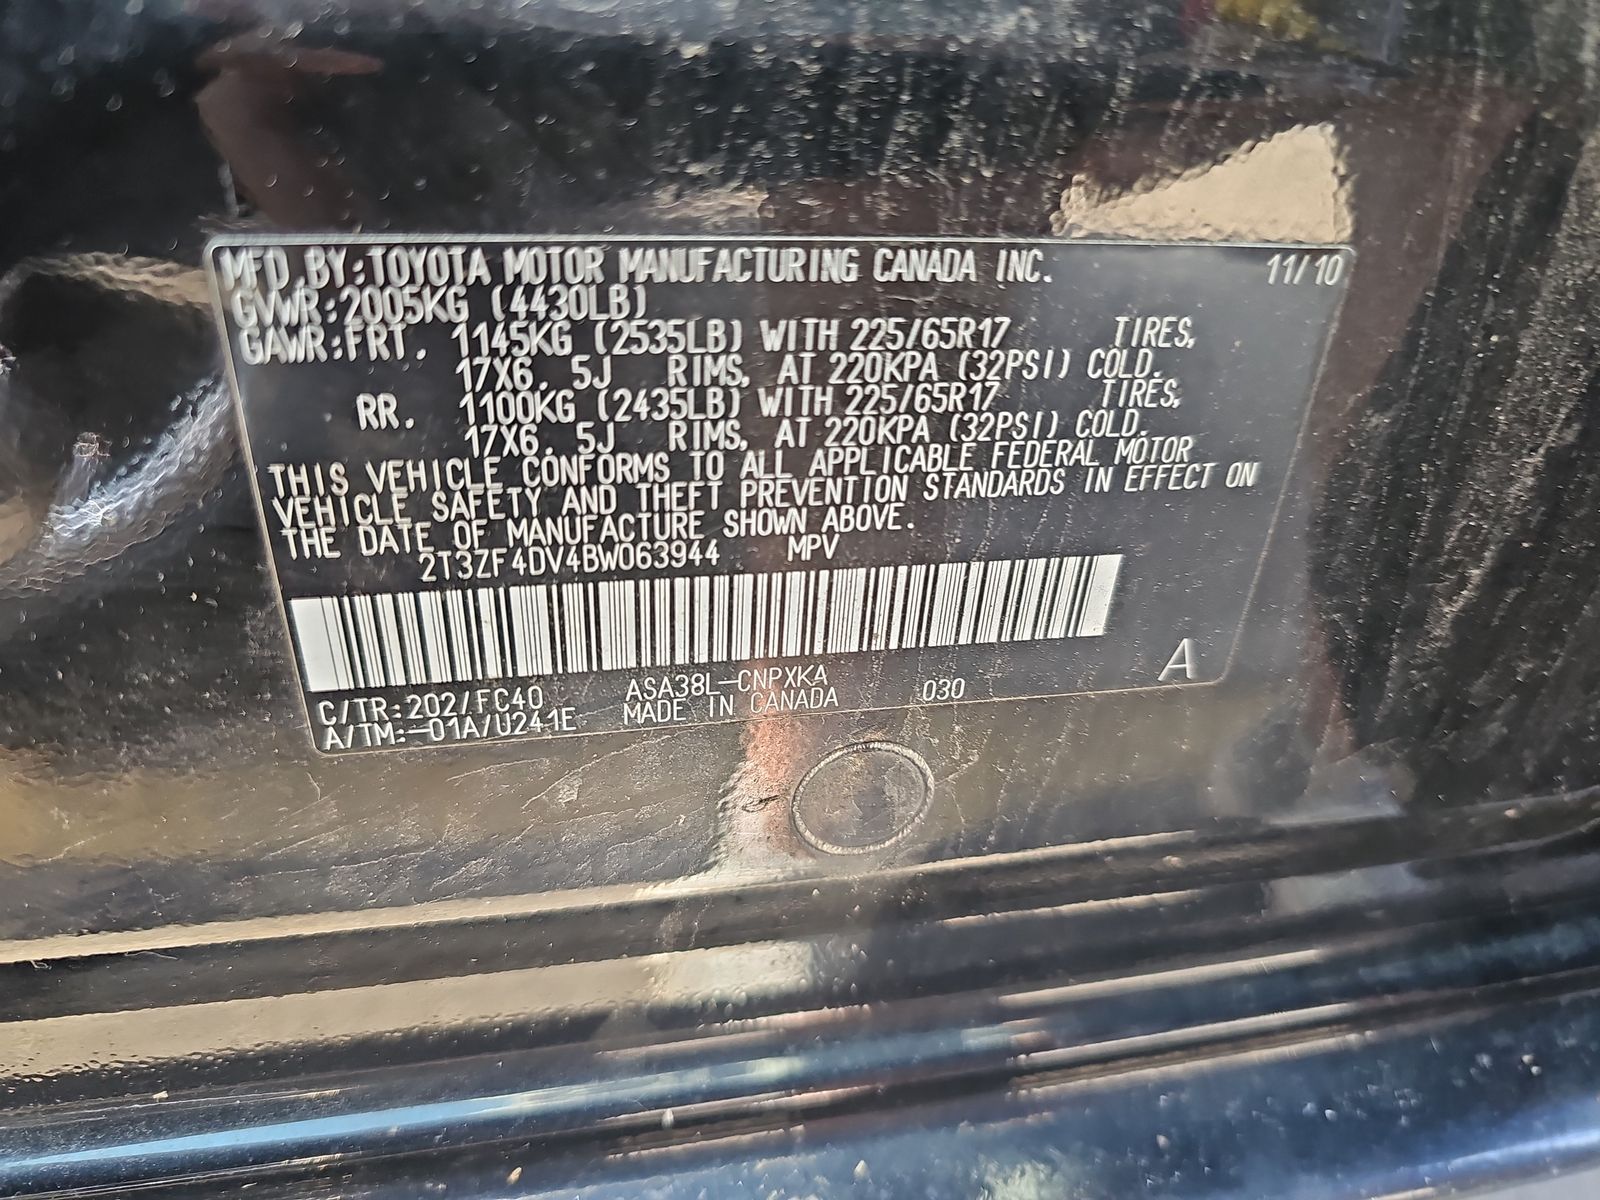 MFD.BY:TOYOTA MOTOR MANUFACTURING CANADA INC. 11/10
GVWR:2005KG (4430LB)
GAWR:FRT. 1145KG (2535LB) WITH 225/65R17 TIRES,
17X6.5J RIMS, AT 220KPA (32PSI) COLD.
RR. 1100KG (2435LB) WITH 225/65R17 TIRES,
17X6.5J RIMS, AT 220KPA (32PSI) COLD.
THIS VEHICLE CONFORMS TO ALL APPLICABLE FEDERAL MOTOR
VEHICLE SAFETY AND THEFT PREVENTION STANDARDS IN EFFECT ON
THE DATE OF MANUFACTURE SHOWN ABOVE.
2T3ZF4DV4BW063944 MPV
C/TR:202/FC40 ASA38L-CNPXKA 030 A
A/TM:-01A/U241E MADE IN CANADA